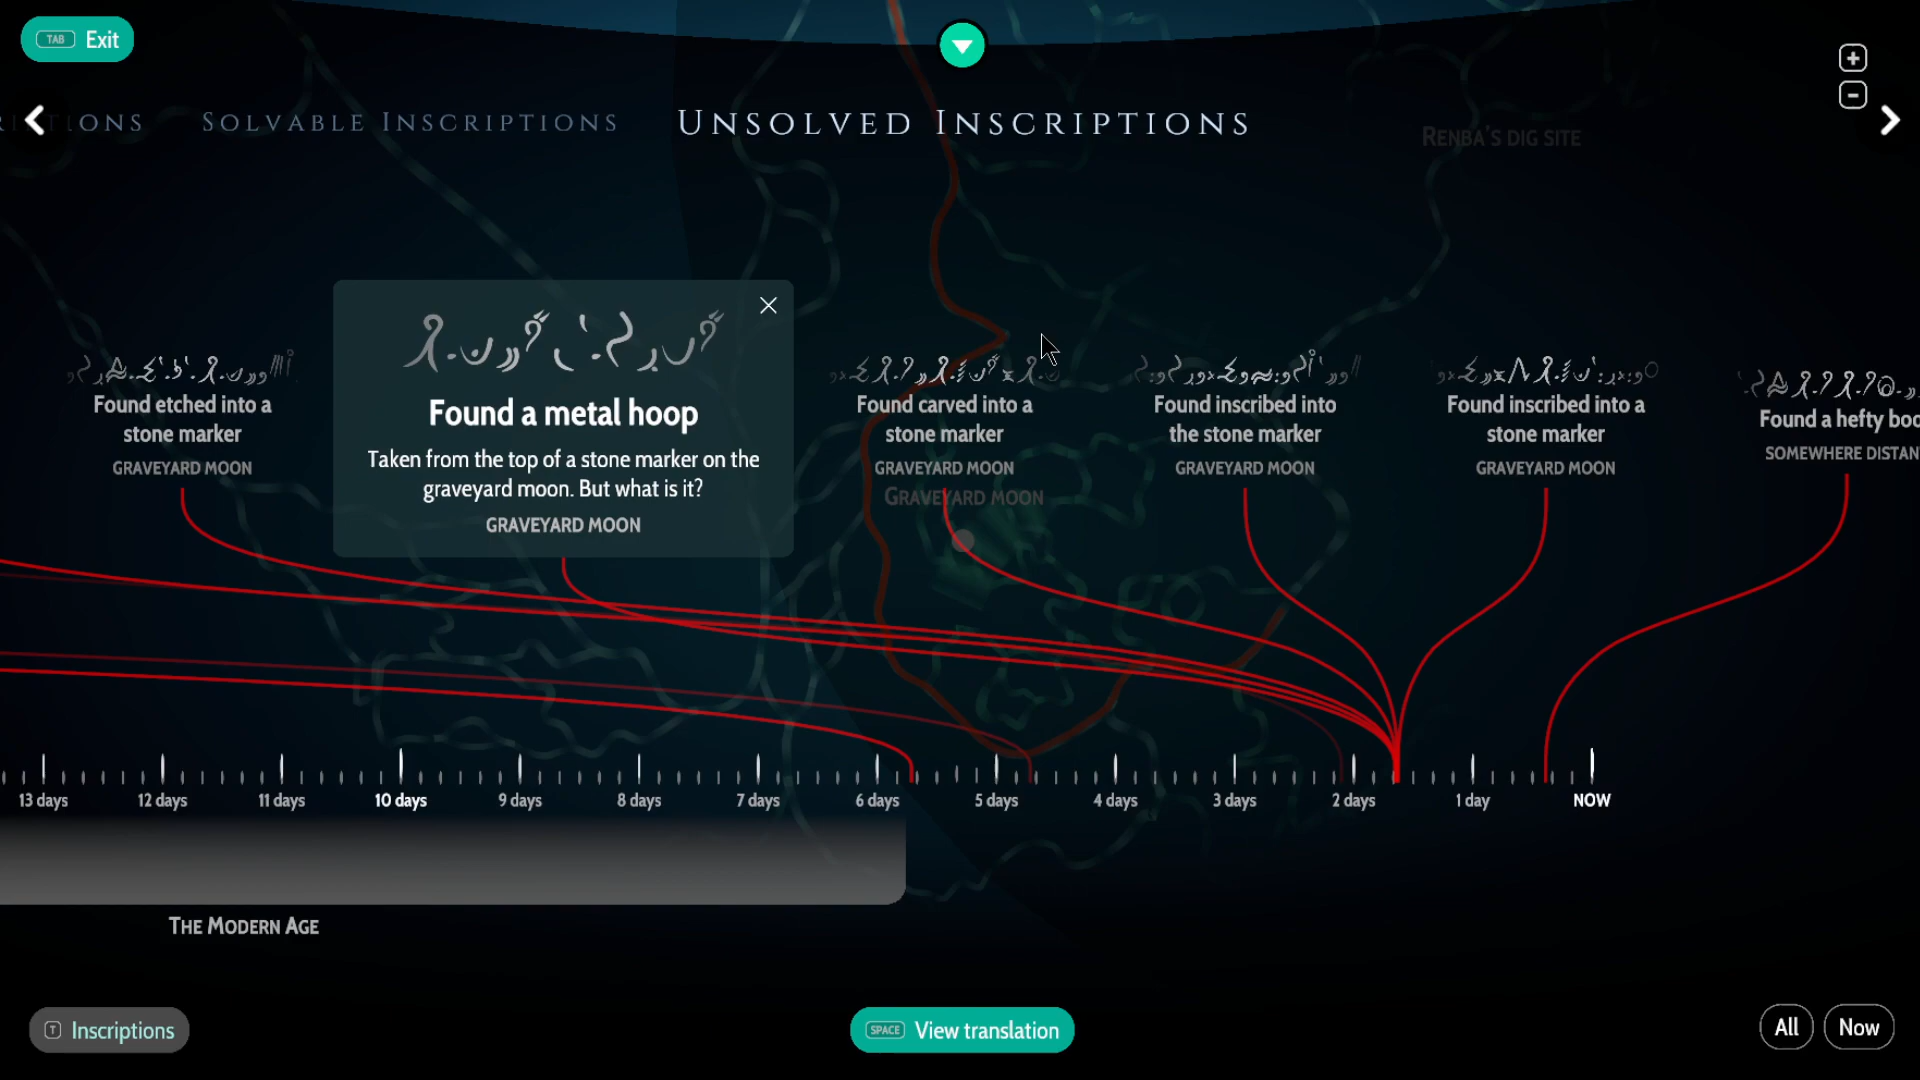 TAB Exit
SOLVABLE INSCRIPTIONS
UNSOLVED INSCRIPTIONS
RENBA'S DIG SITE
Found etched into a
stone marker
GRAVEYARD MOON
Found a metal hoop
Taken from the top of a stone marker on the
graveyard moon. But what is it?
GRAVEYARD MOON
Found carved into a
stone marker
GRAVEYARD MOON
GRAVEYARD MOON
Found inscribed into
the stone marker
GRAVEYARD MOON
Found inscribed into a
stone marker
GRAVEYARD MOON
Found a hefty
SOMEWHERE
13 days
12 days
11 days
10 days
9 days
8 days
7 days
6 days
5 days
4 days
3 days
2 days
1 day
NOW
THE MODERN AGE
T Inscriptions
SPACE View translation
All
Now